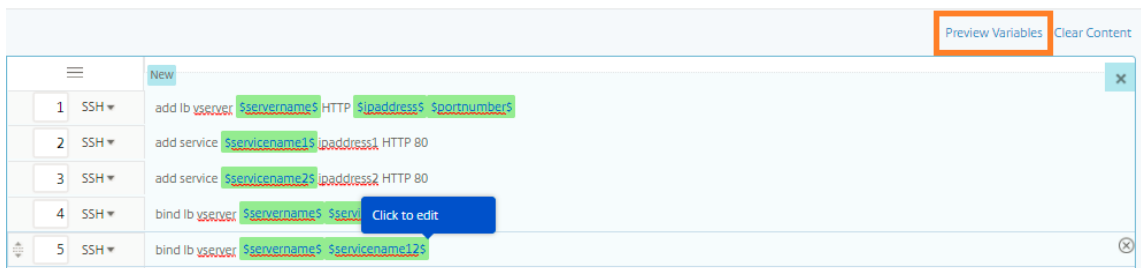 Preview Variables Clear Content
New
1 SSH add lb vserver $servername$ HTTP $ipaddress$ $portnumber$
2 SSH add service $servicename1$ ipaddress1 HTTP 80
3 SSH add service $servicename2$ ipaddress2 HTTP 80
4 SSH bind lb vserver $servername$ $servi Click to edit
5 SSH bind lb vserver $servername$ $servicename12$